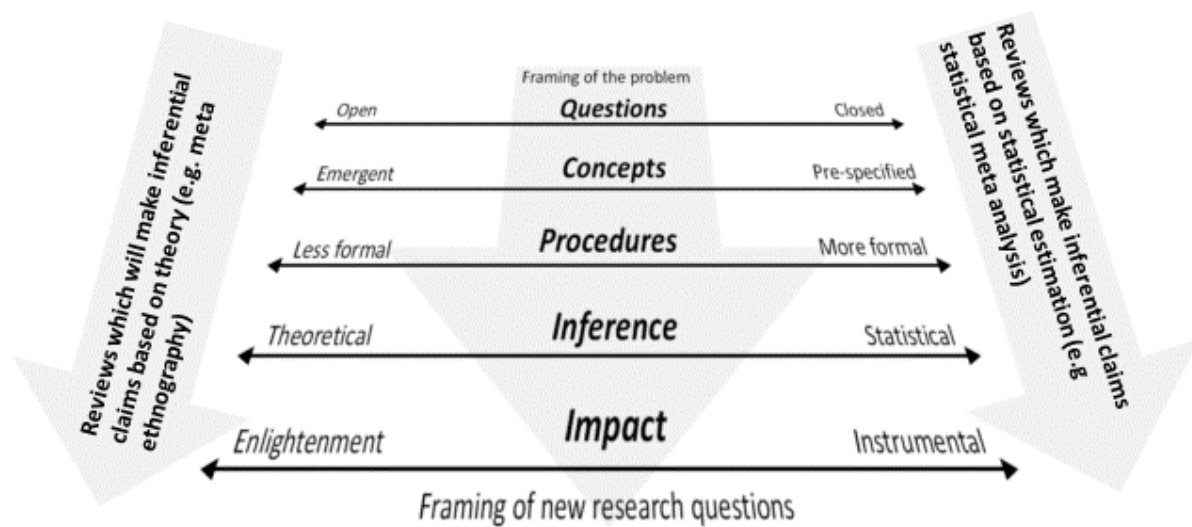 Framing of the problem
Open Questions Closed
Emergent Concepts Pre-specified
Less formal Procedures More formal
Theoretical Inference Statistical
Enlightenment Impact Instrumental
Framing of new research questions
Reviews which will make inferential
claims based on theory (e.g. meta
ethnography)
Reviews which make inferential claims
based on statistical estimation (e.g
statistical meta analysis)